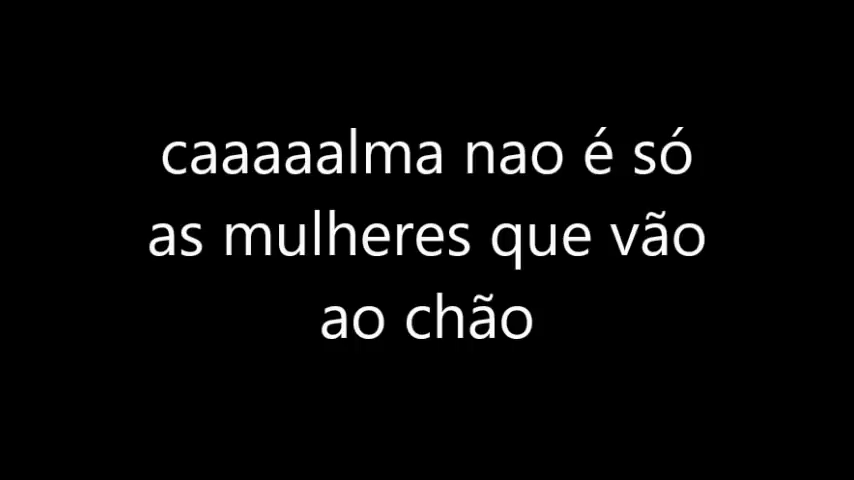 caaaaalma nao é só
as mulheres que vão
ao chão